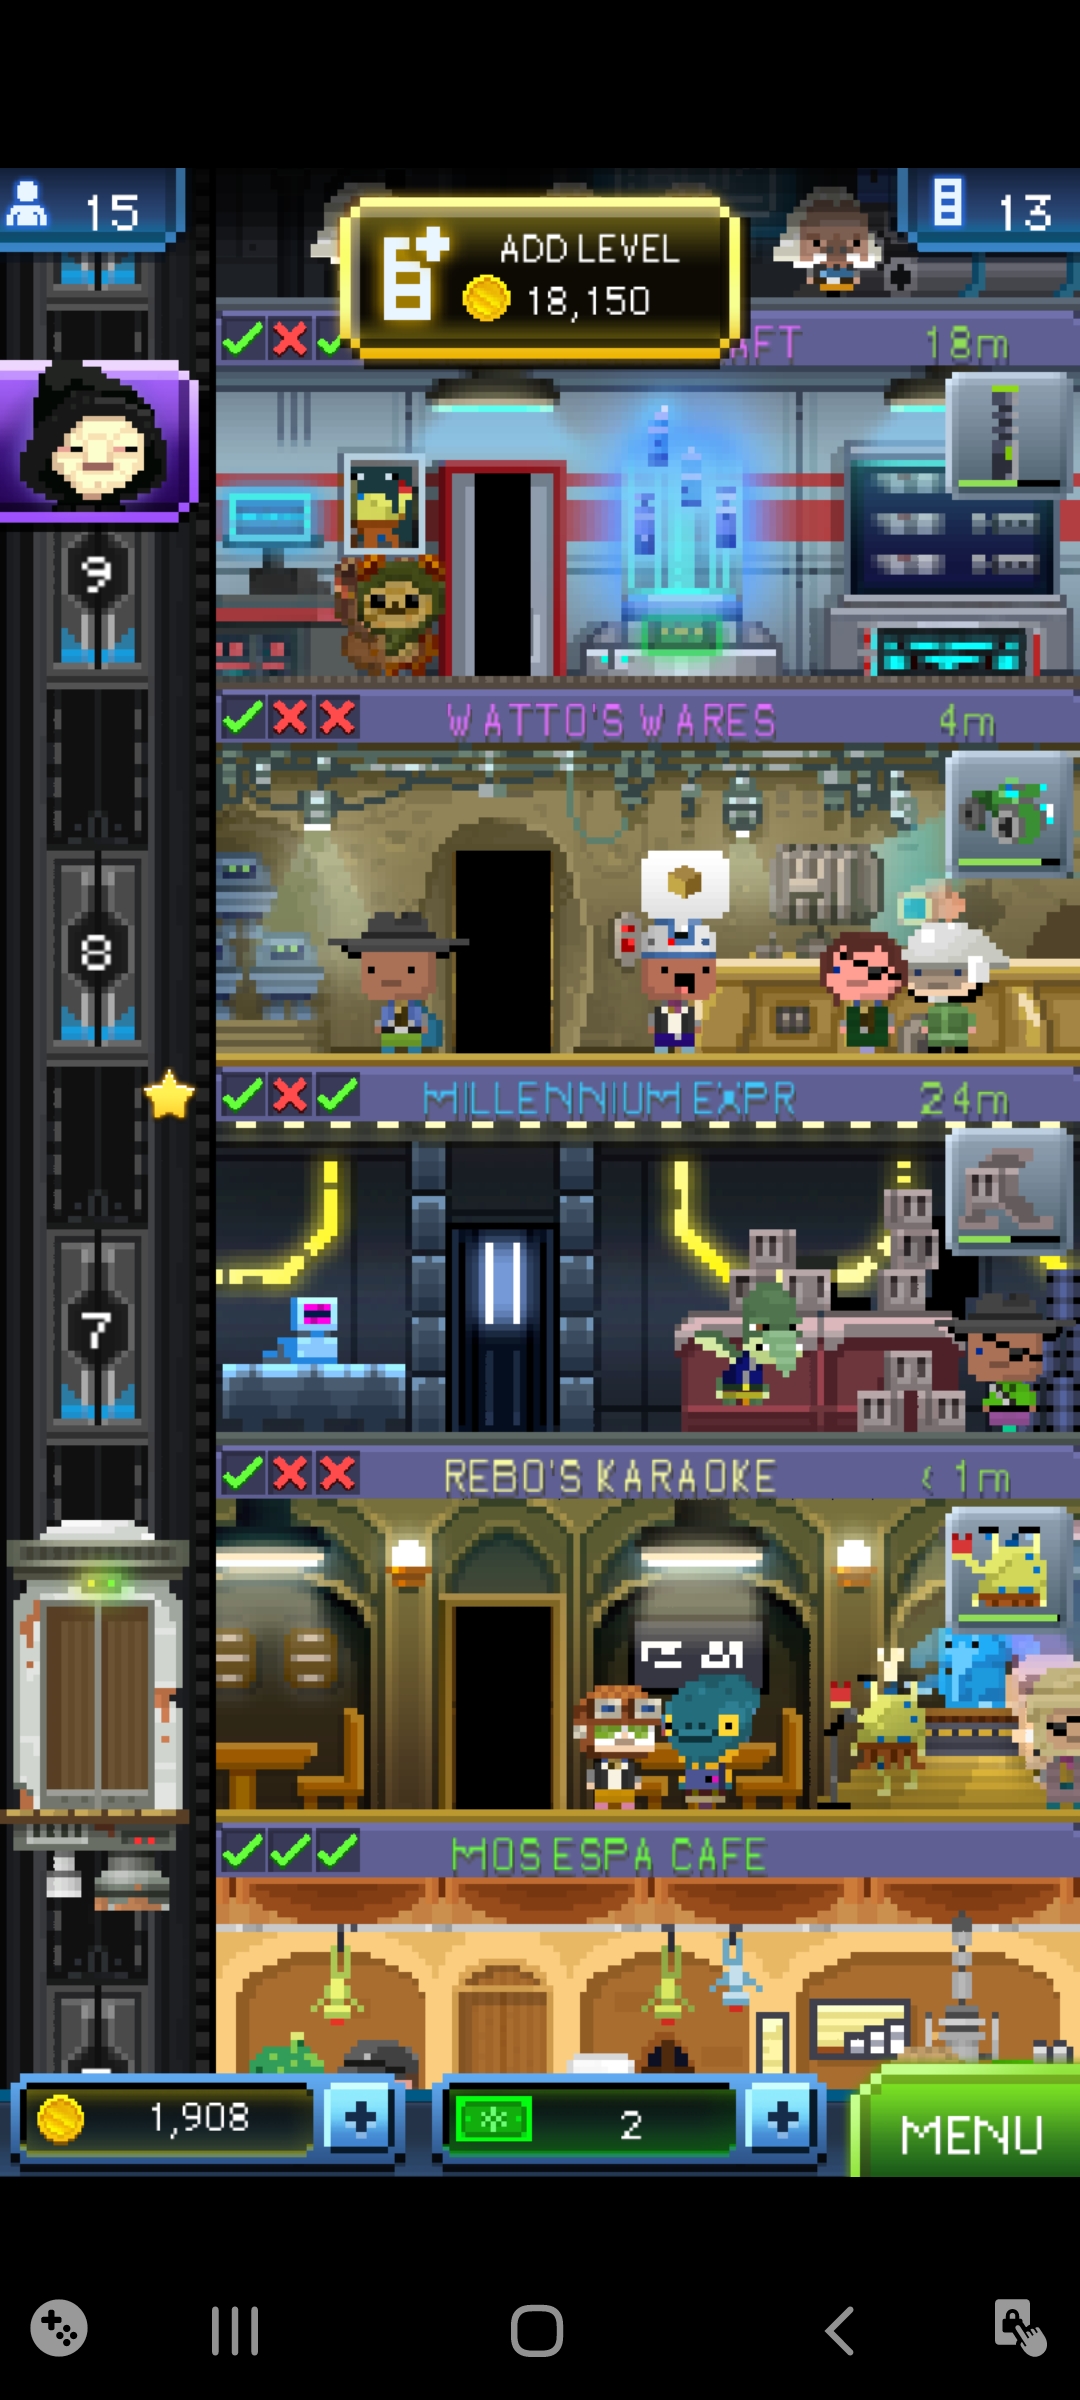 15
13
ADD LEVEL
18,150
AFT 18m
9
WATTO'S WARES 4m
8
MILLENNIUM EXPR 24m
7
REBO'S KARAOKE < 1m
MOS ESPA CAFE
1,908
2
MENU